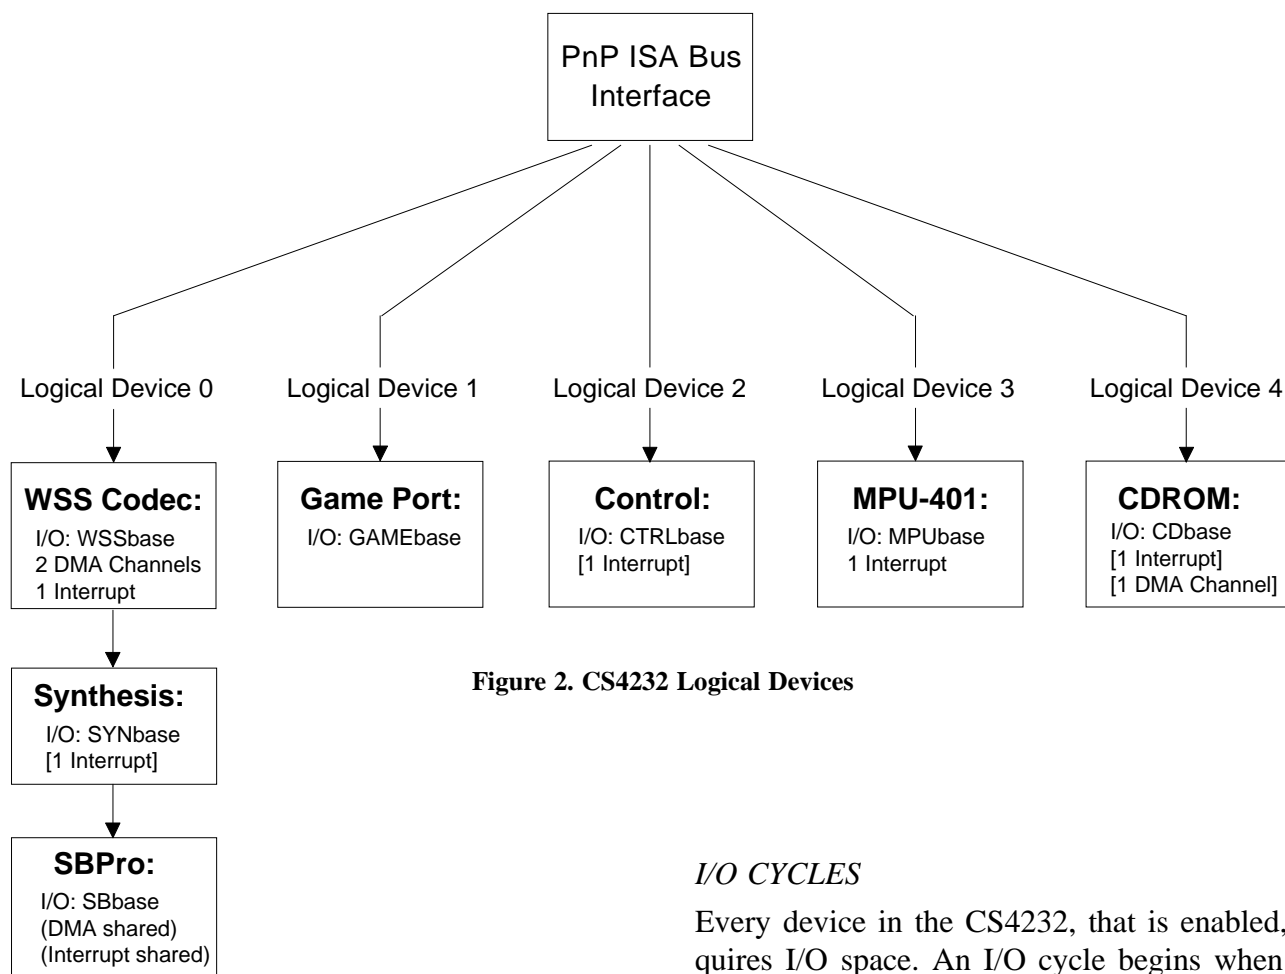 PnP ISA Bus
Interface
Logical Device 0
Logical Device 1
Logical Device 2
Logical Device 3
Logical Device 4
WSS Codec:
I/O: WSSbase
2 DMA Channels
1 Interrupt
Game Port:
I/O: GAMEbase
Control:
I/O: CTRLbase
[1 Interrupt]
MPU-401:
I/O: MPUbase
1 Interrupt
CDROM:
I/O: CDbase
[1 Interrupt]
[1 DMA Channel]
Synthesis:
I/O: SYNbase
[1 Interrupt]
Figure 2. CS4232 Logical Devices
SBPro:
I/O: SBbase
(DMA shared)
(Interrupt shared)
I/O CYCLES
Every device in the CS4232, that is enabled,
quires I/O space. An I/O cycle begins when